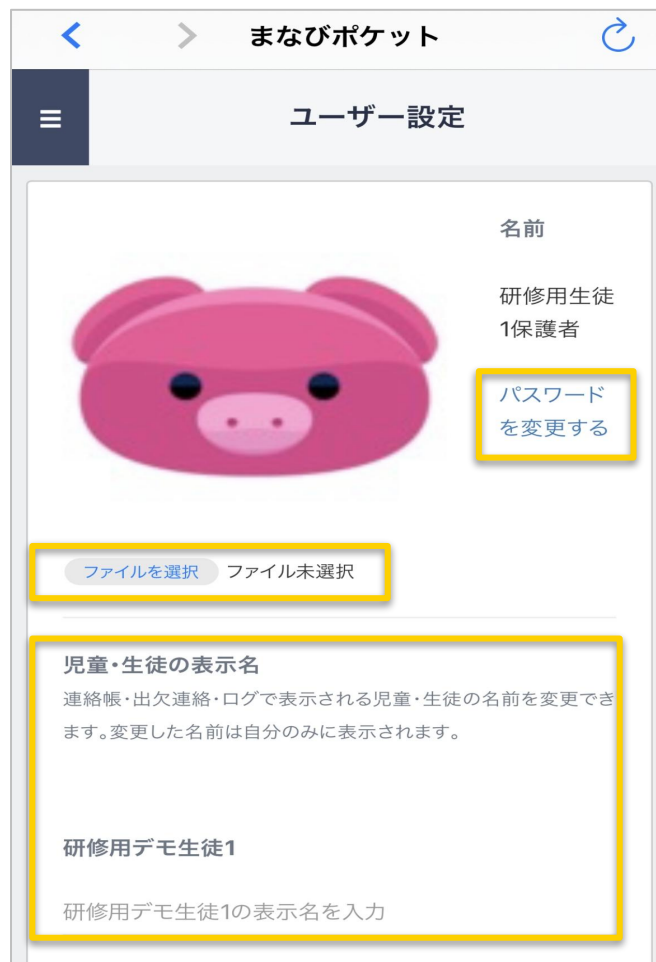 まなびポケット
ユーザー設定
名前
研修用生徒
1保護者
パスワード
を変更する
ファイルを選択 ファイル未選択
児童・生徒の表示名
連絡帳・出欠連絡・ログで表示される児童・生徒の名前を変更でき
ます。変更した名前は自分のみに表示されます。
研修用デモ生徒1
研修用デモ生徒1の表示名を入力